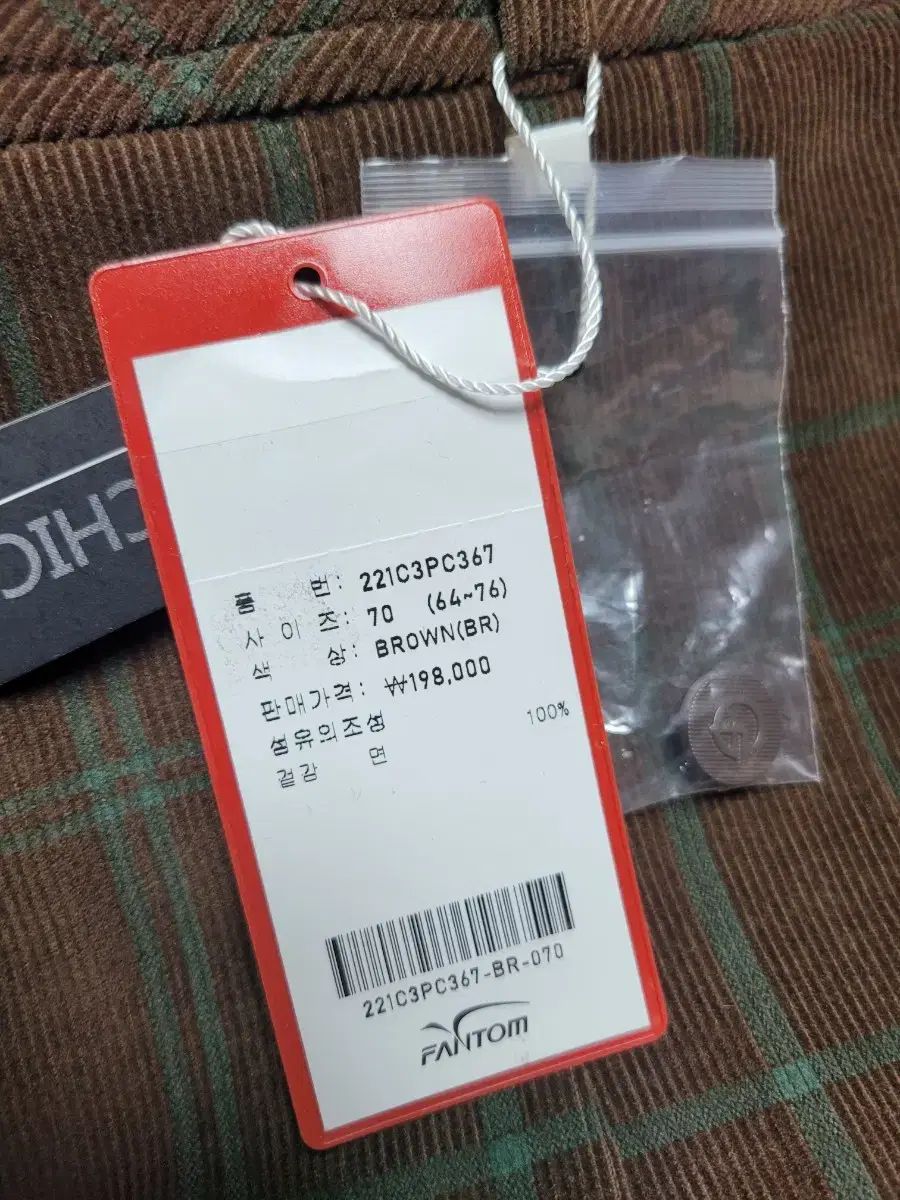 품 번: 221C3PC367
사 이 즈: 70 (64~76)
색 상: BROWN(BR)
판매가격: ₩198,000
섬유의조성
겉감 면 100%
221C3PC367-BR-070
FANTOM
CHIC